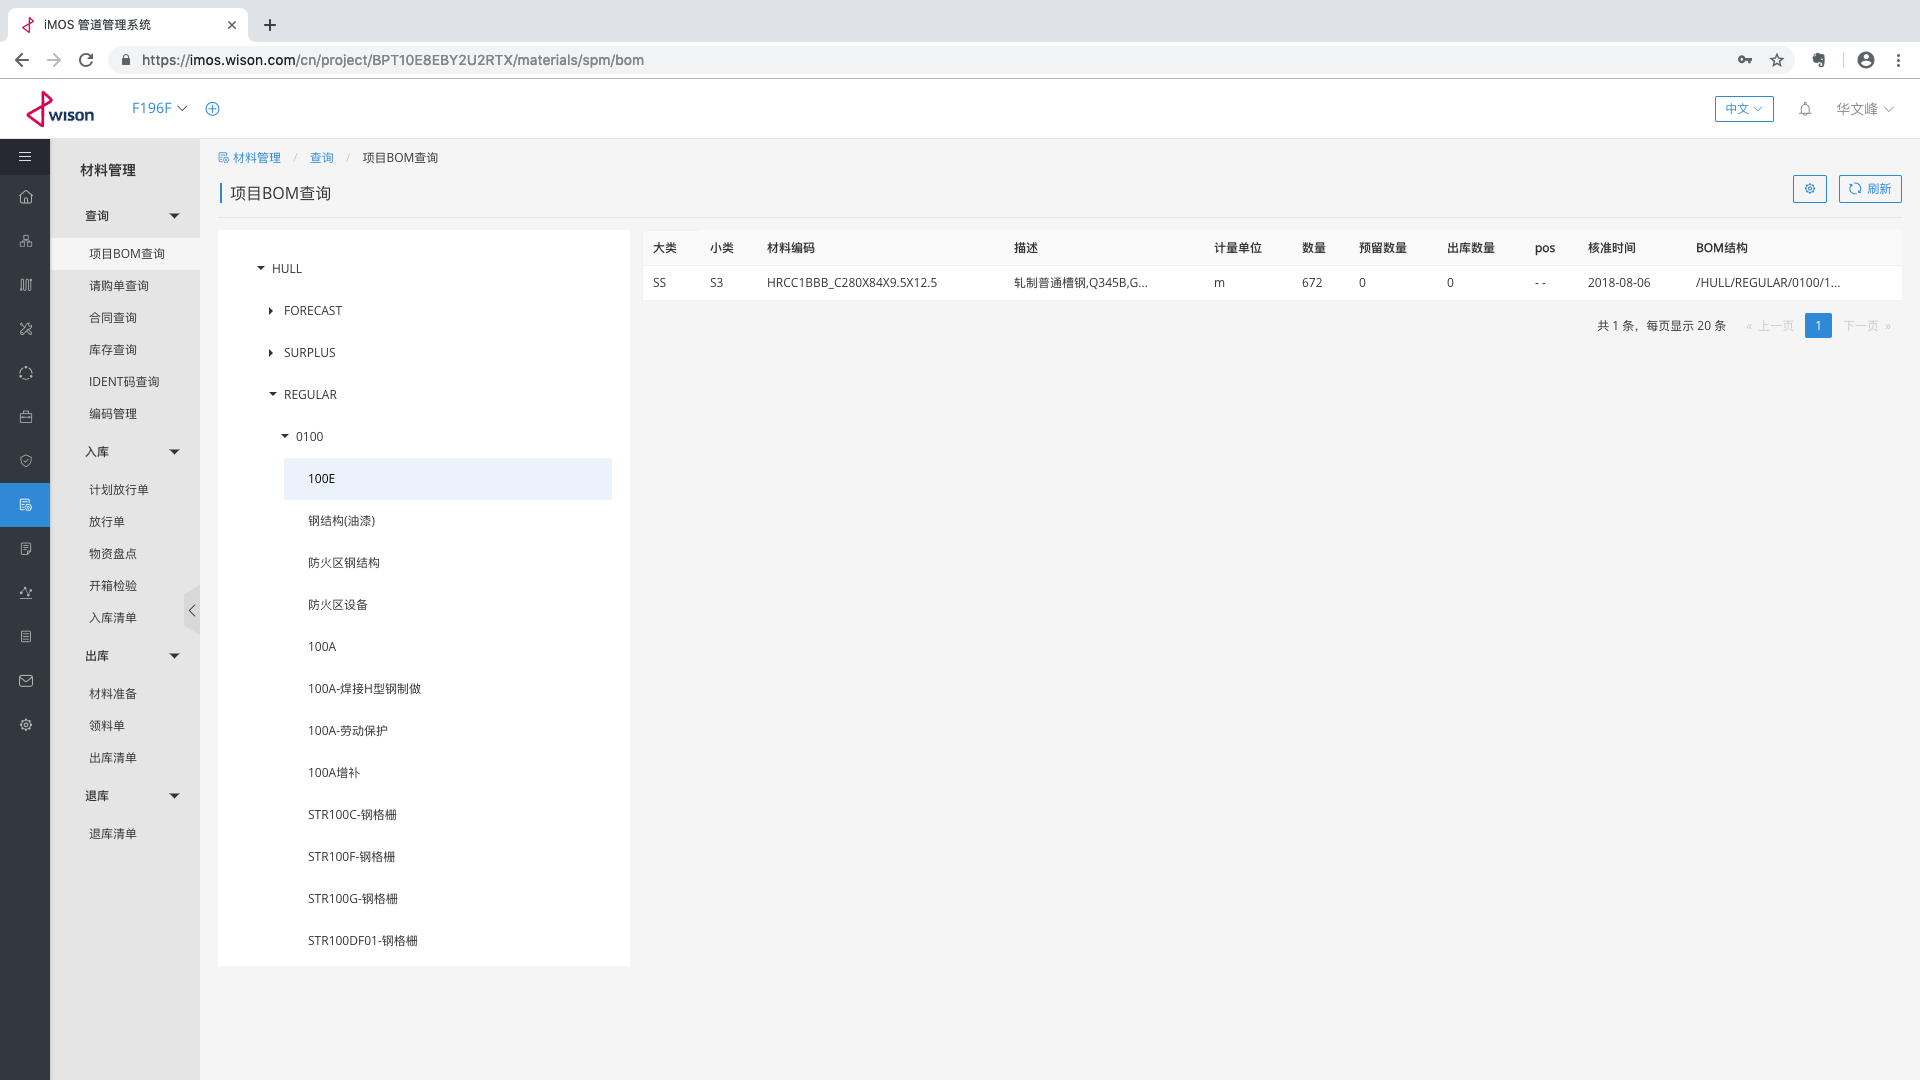 iMOS 管道管理系统
https://imos.wison.com/cn/project/BPT10E8EBY2U2RTX/materials/spm/bom
wison
F196F
中文
华文峰
材料管理
查询
项目BOM查询
请购单查询
合同查询
库存查询
IDENT码查询
编码管理
入库
计划放行单
放行单
物资盘点
开箱检验
入库清单
出库
材料准备
领料单
出库清单
退库
退库清单
材料管理 / 查询 / 项目BOM查询
项目BOM查询
刷新
HULL
FORECAST
SURPLUS
REGULAR
0100
100E
钢结构(油漆)
防火区钢结构
防火区设备
100A
100A-焊接H型钢制做
100A-劳动保护
100A增补
STR100C-钢格栅
STR100F-钢格栅
STR100G-钢格栅
STR100DF01-钢格栅
大类 小类 材料编码 描述 计量单位 数量 预留数量 出库数量 pos 核准时间 BOM结构
SS S3 HRCC1BBB_C280X84X9.5X12.5 轧制普通槽钢,Q345B,G... m 672 0 0 - - 2018-08-06 /HULL/REGULAR/0100/1...
共 1 条，每页显示 20 条 « 上一页 1 下一页 »